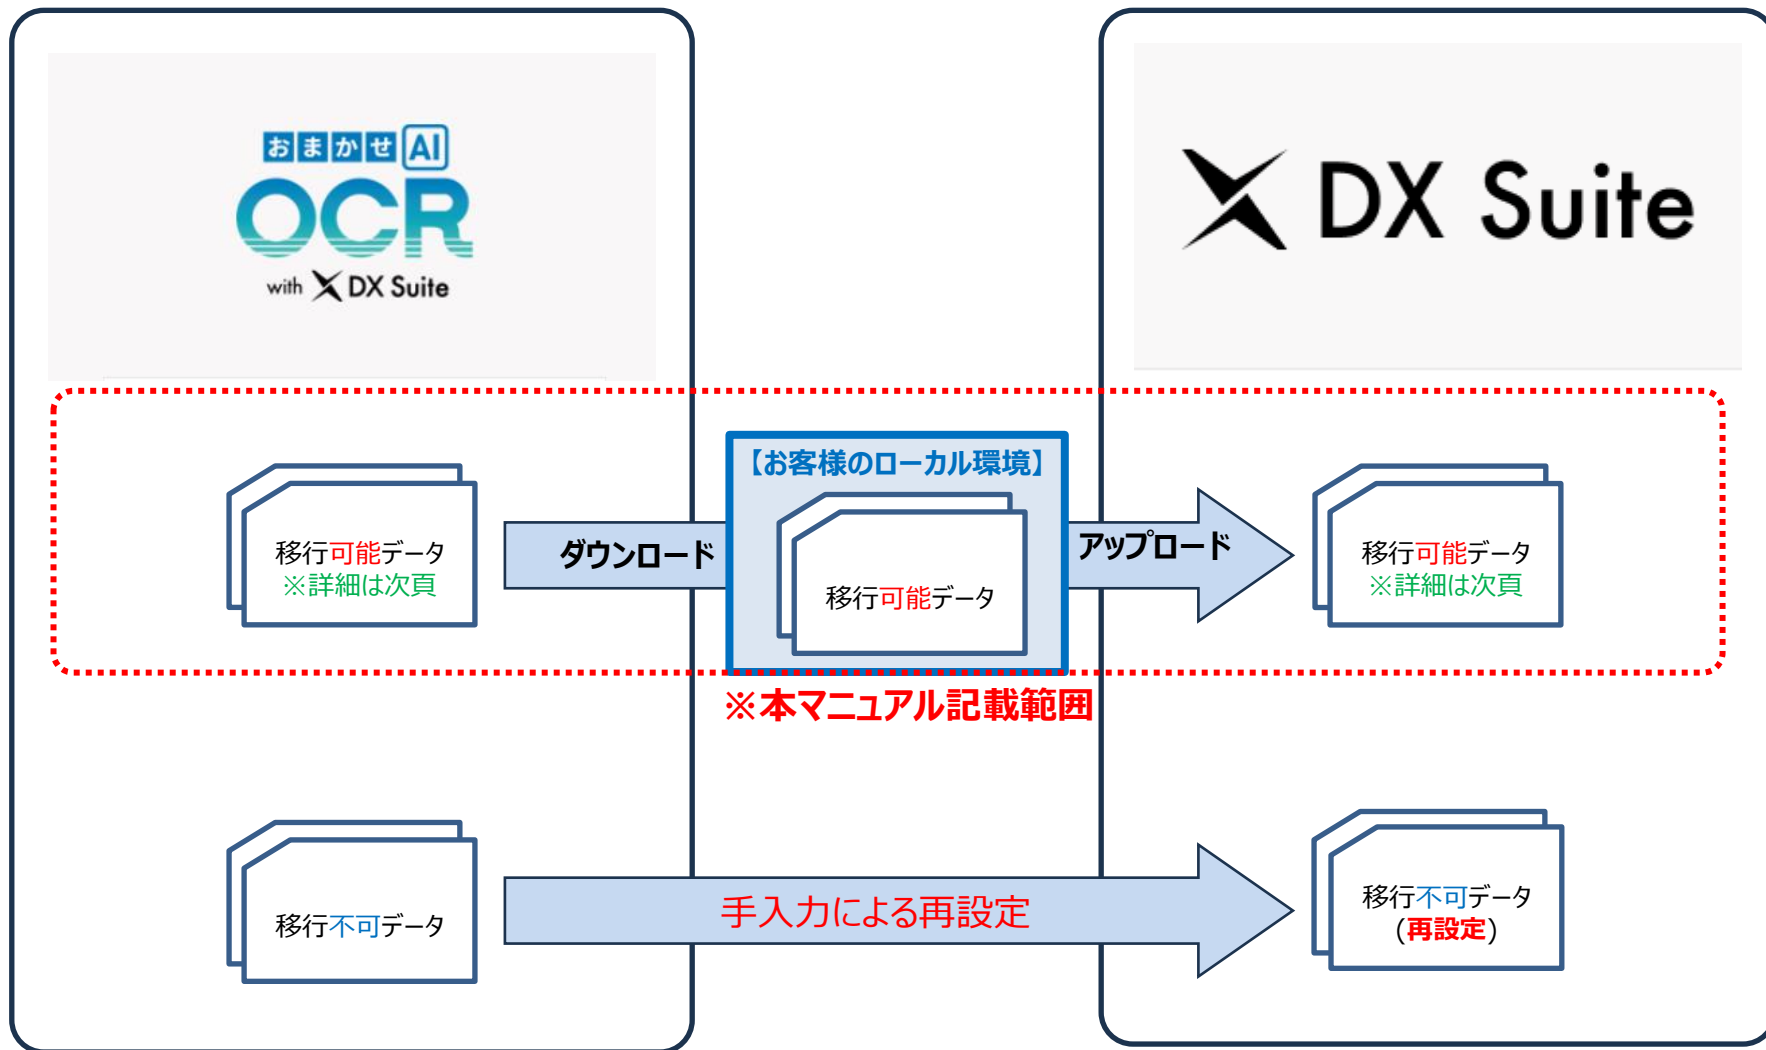 おまかせAI
OCR
with DX Suite
DX Suite
【お客様のローカル環境】
移行可能データ
※詳細は次頁
ダウンロード
移行可能データ
アップロード
移行可能データ
※詳細は次頁
※本マニュアル記載範囲
移行不可データ
手入力による再設定
移行不可データ
(再設定)